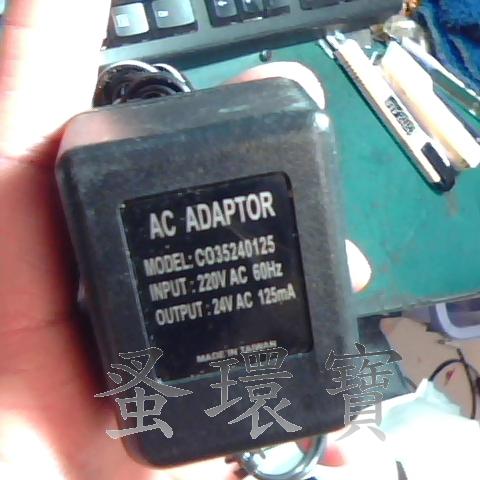 AC ADAPTOR
MODEL: CO35240125
INPUT : 220V AC 60Hz
OUTPUT : 24V AC 125mA
MADE IN TAIWAN
蚤環寶